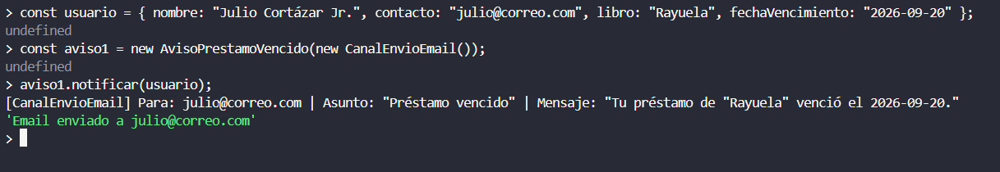 > const usuario = { nombre: "Julio Cortázar Jr.", contacto: "julio@correo.com", libro: "Rayuela", fechaVencimiento: "2026-09-20" };
undefined
> const aviso1 = new AvisoPrestamoVencido(new CanalEnvioEmail());
undefined
> aviso1.notificar(usuario);
[CanalEnvioEmail] Para: julio@correo.com | Asunto: "Préstamo vencido" | Mensaje: "Tu préstamo de "Rayuela" venció el 2026-09-20."
'Email enviado a julio@correo.com'
>